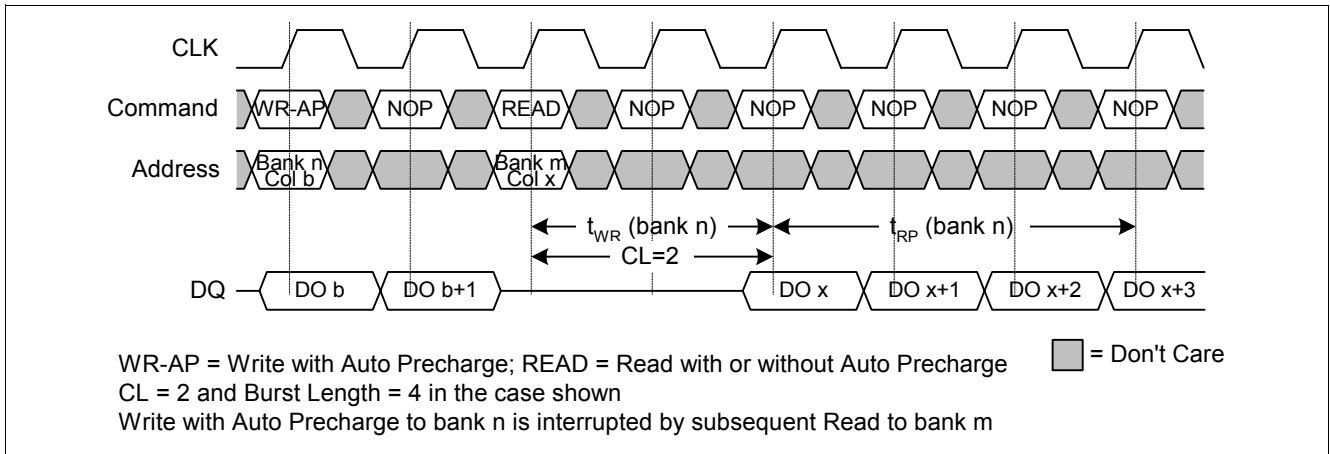 CLK
Command WR-AP NOP READ NOP NOP NOP NOP NOP
Address Bank n Col b Bank m Col x
tWR (bank n) tRP (bank n)
CL=2
DQ DO b DO b+1 DO x DO x+1 DO x+2 DO x+3
WR-AP = Write with Auto Precharge; READ = Read with or without Auto Precharge
= Don't Care
CL = 2 and Burst Length = 4 in the case shown
Write with Auto Precharge to bank n is interrupted by subsequent Read to bank m